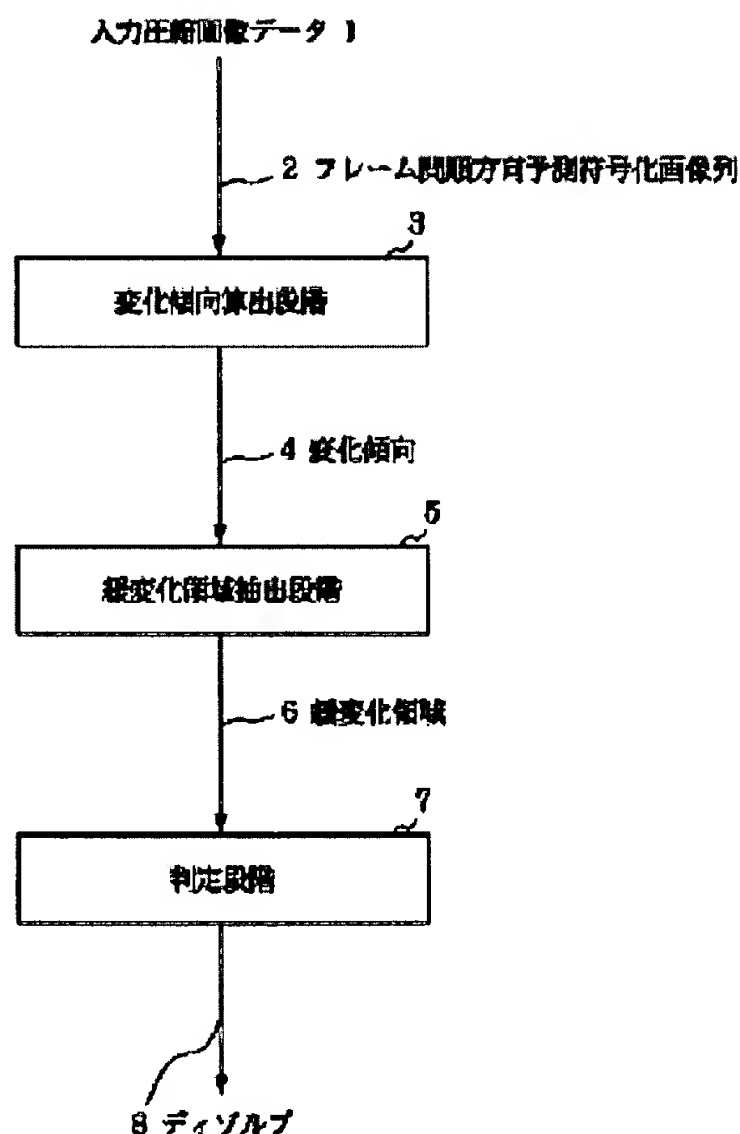 入力圧縮画像データ 1
2 フレーム間順方向予測符号化画像列
3
変化傾向算出段階
4 変化傾向
5
緩変化領域抽出段階
6 緩変化領域
7
判定段階
8 ディゾルブ